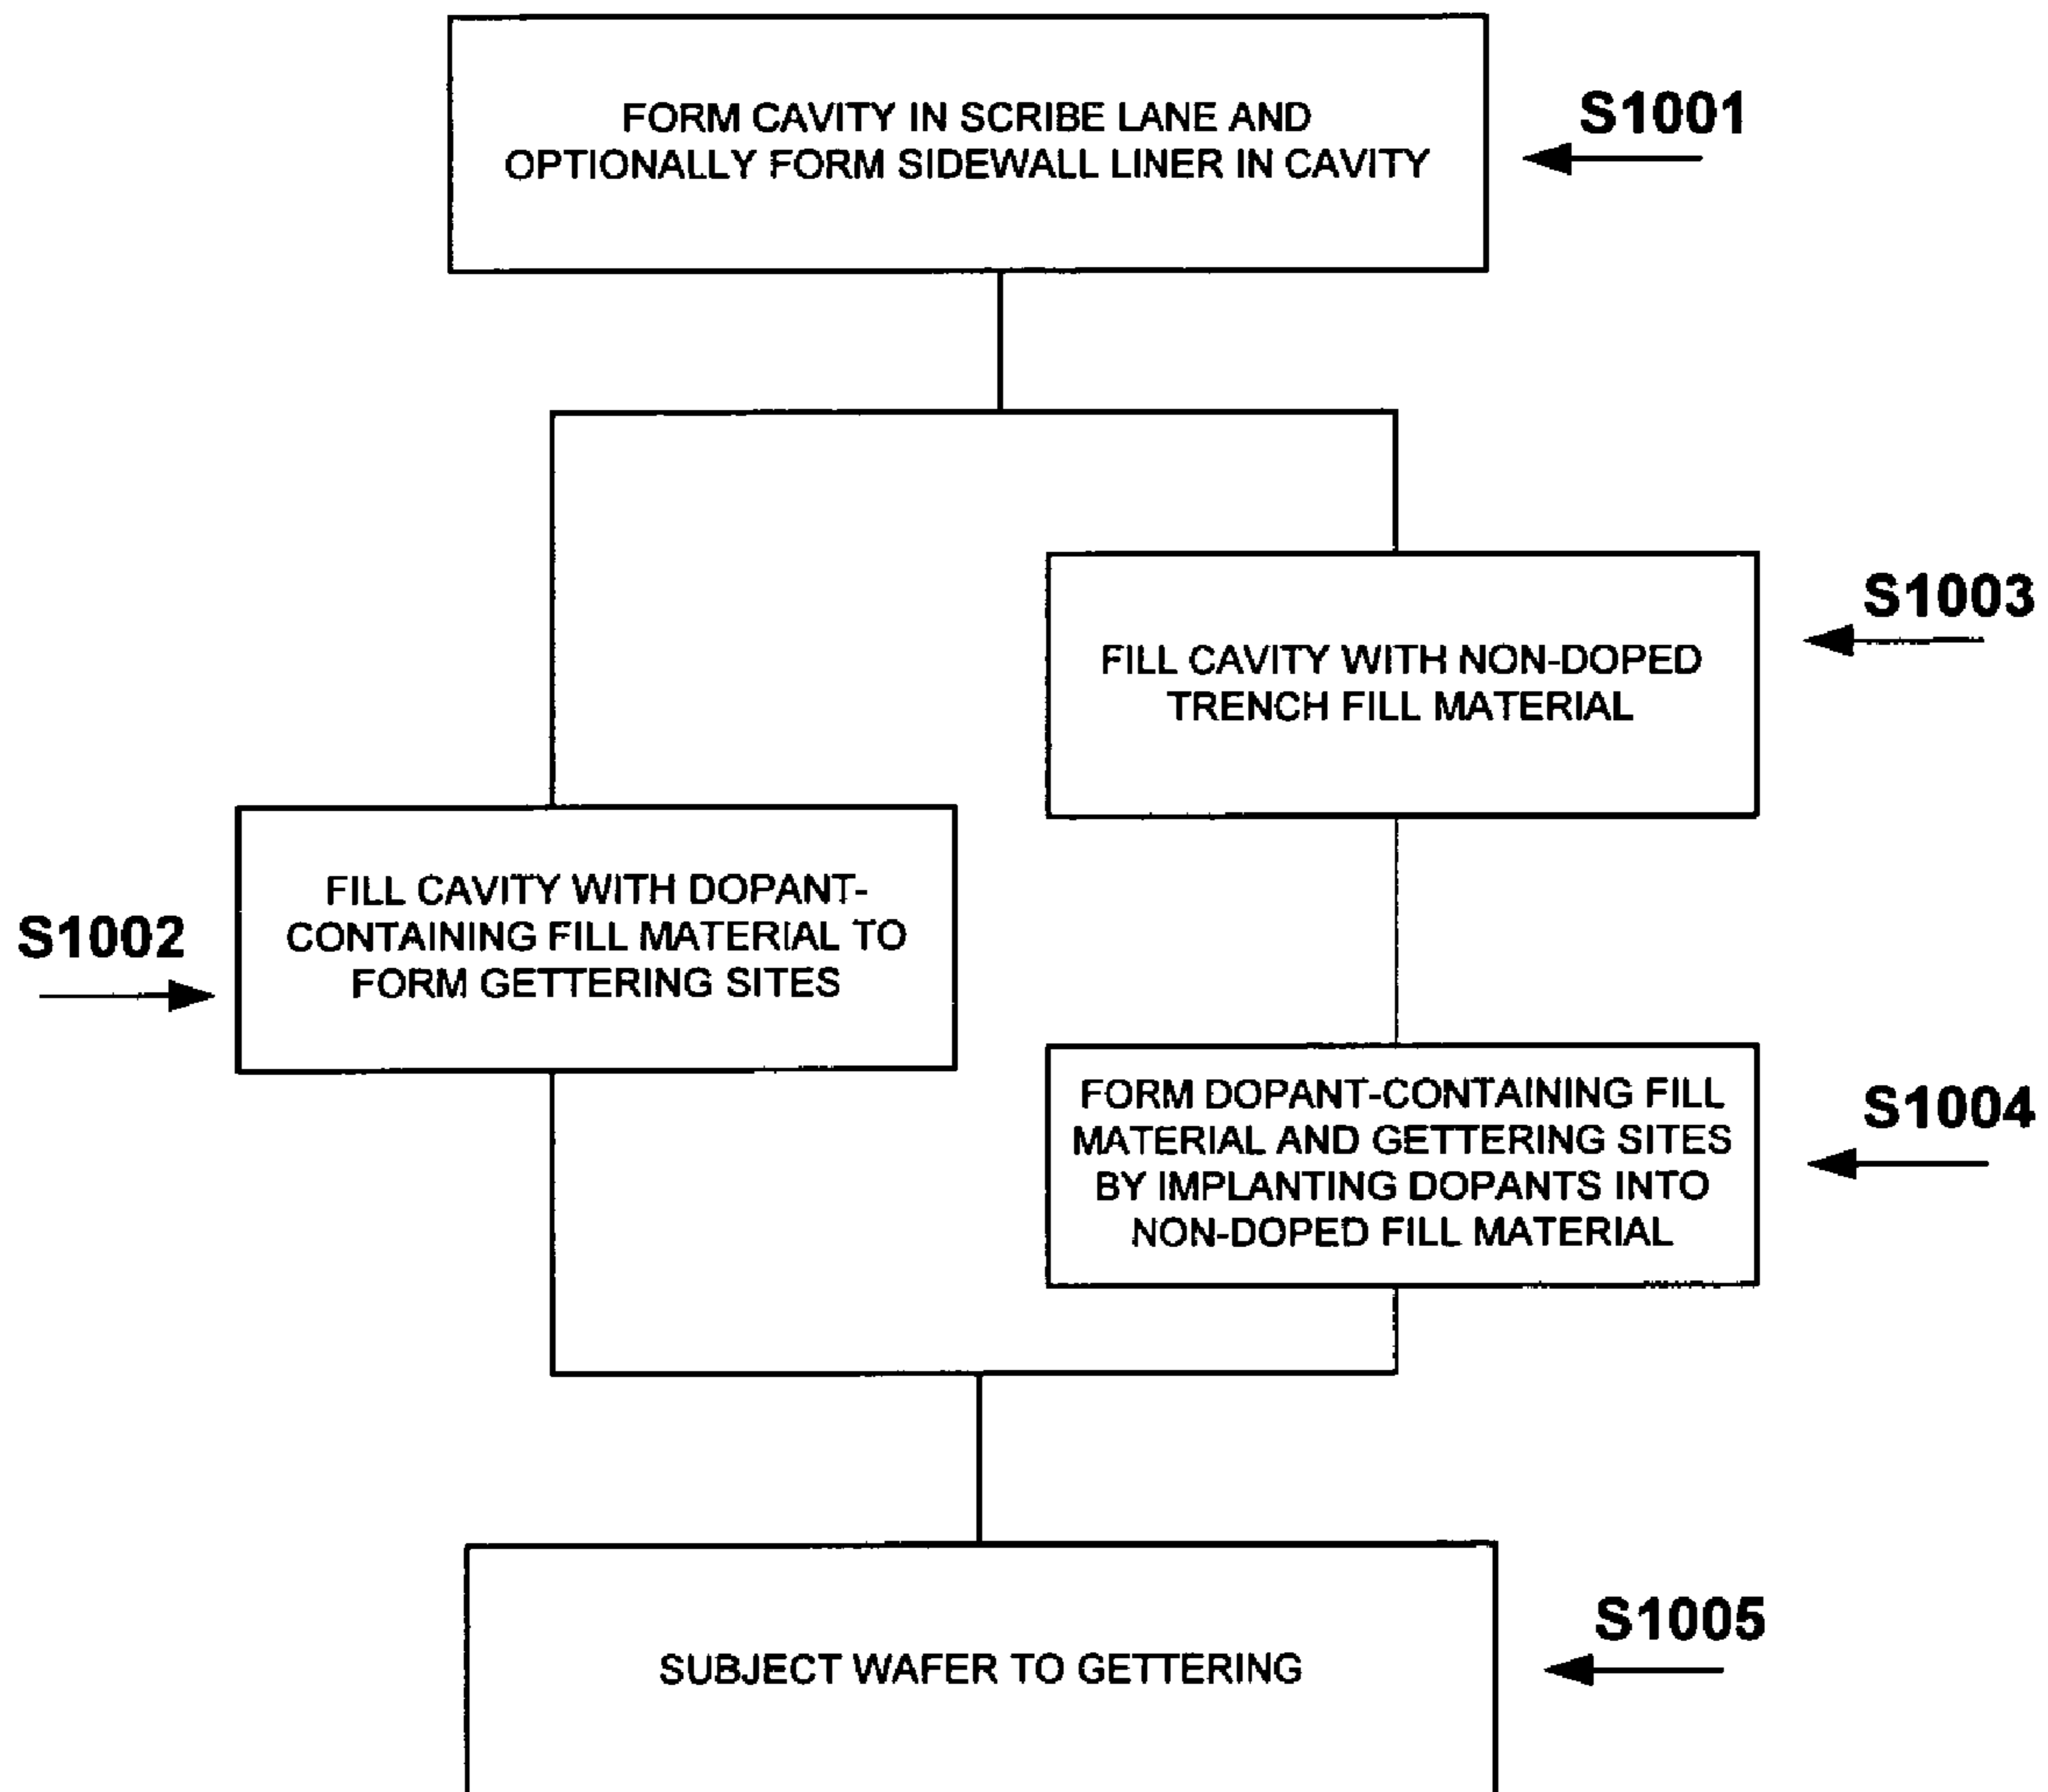 FORM CAVITY IN SCRIBE LANE AND
OPTIONALLY FORM SIDEWALL LINER IN CAVITY
S1001
FILL CAVITY WITH NON-DOPED
TRENCH FILL MATERIAL
S1003
FILL CAVITY WITH DOPANT-
CONTAINING FILL MATERIAL TO
FORM GETTERING SITES
S1002
FORM DOPANT-CONTAINING FILL
MATERIAL AND GETTERING SITES
BY IMPLANTING DOPANTS INTO
NON-DOPED FILL MATERIAL
S1004
SUBJECT WAFER TO GETTERING
S1005